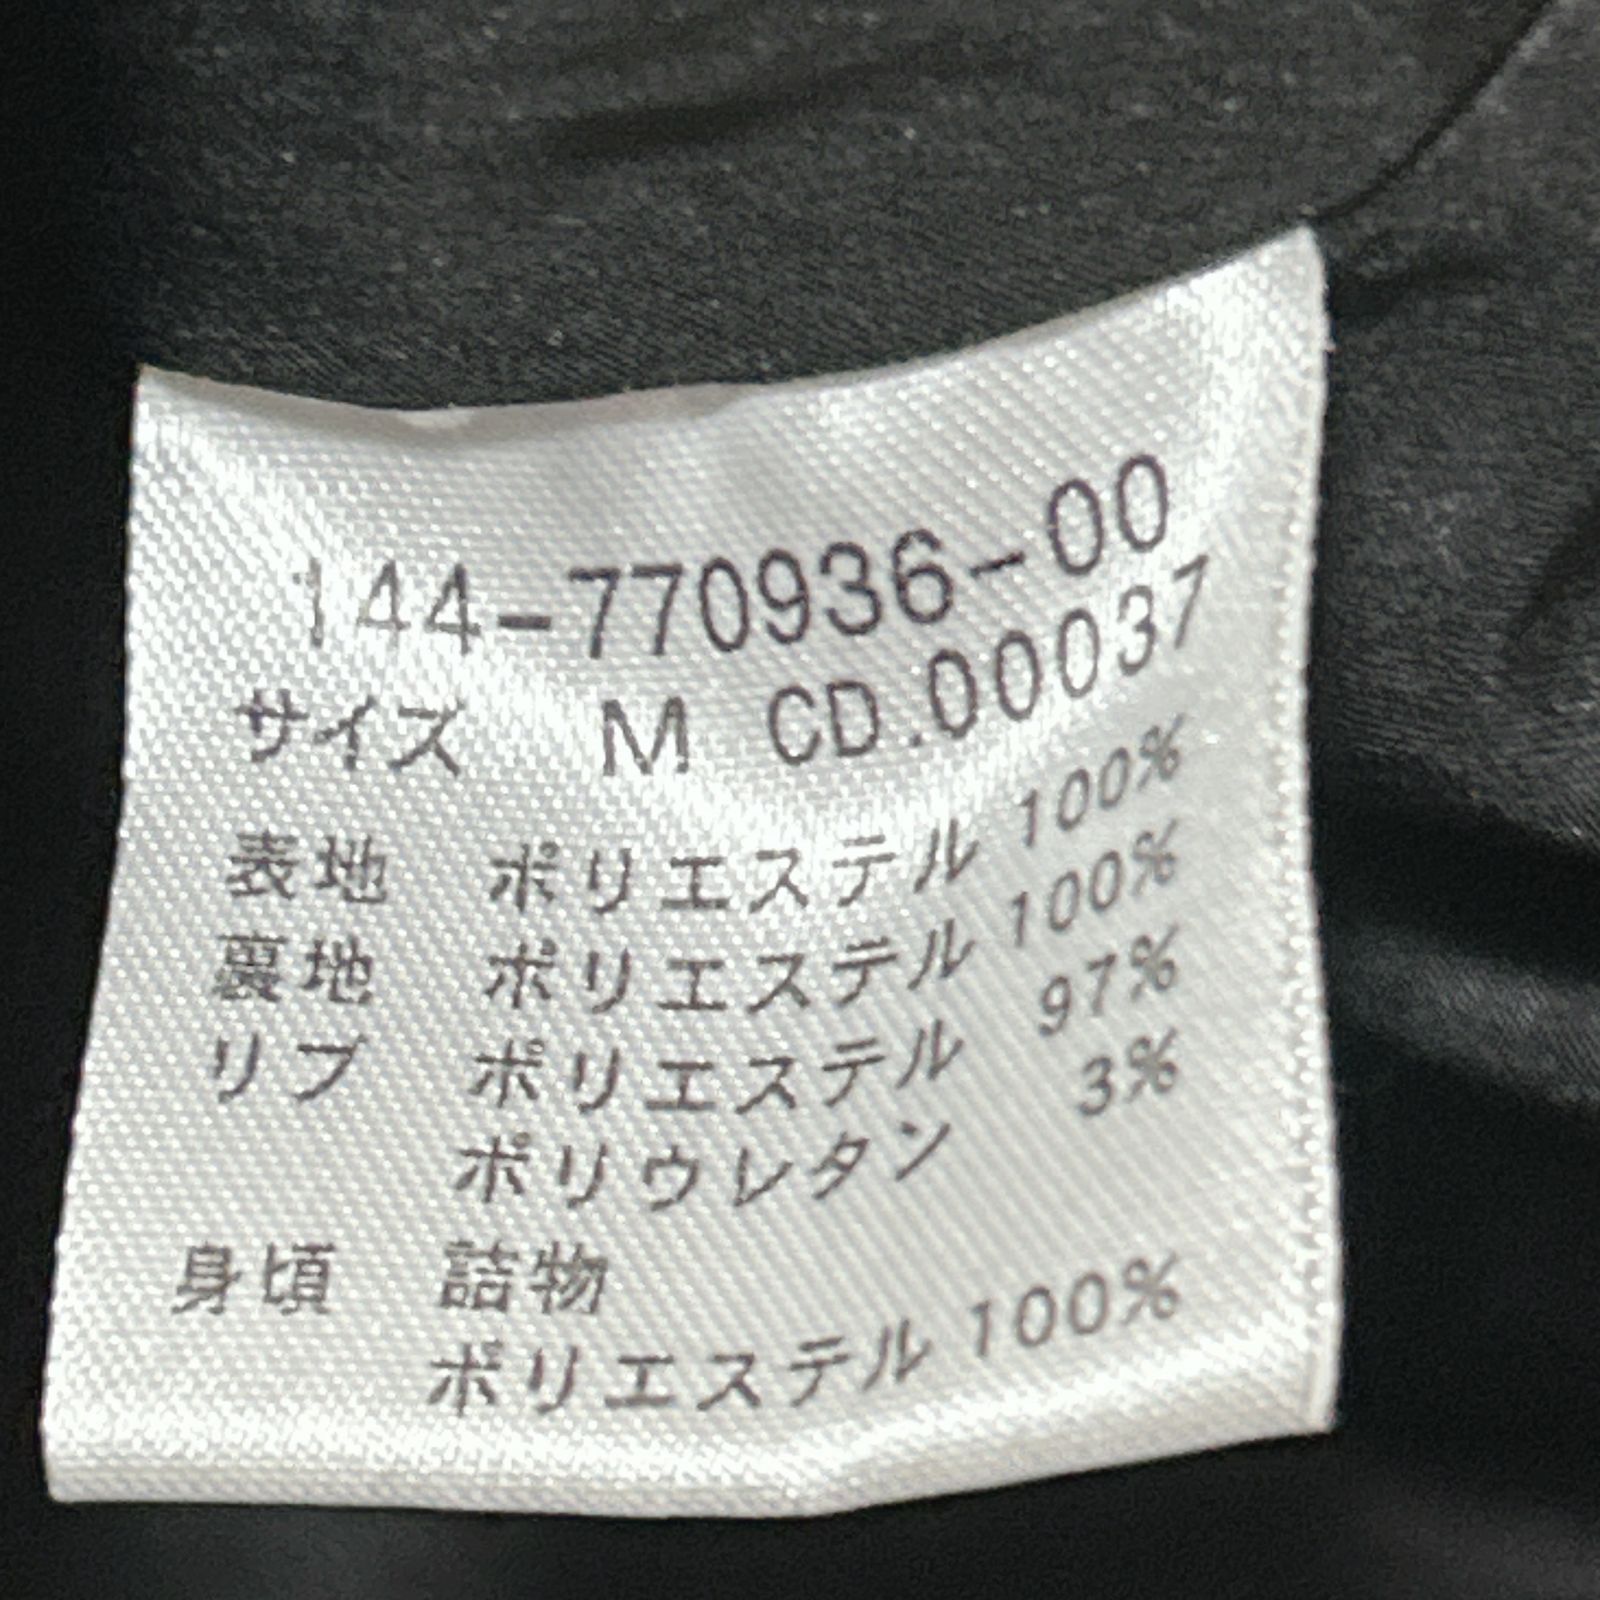 144-770936-00
サイズ M CD.00037
表地 ポリエステル 100%
裏地 ポリエステル 100%
リブ ポリエステル 97%
ポリウレタン 3%
身頃 詰物
ポリエステル 100%